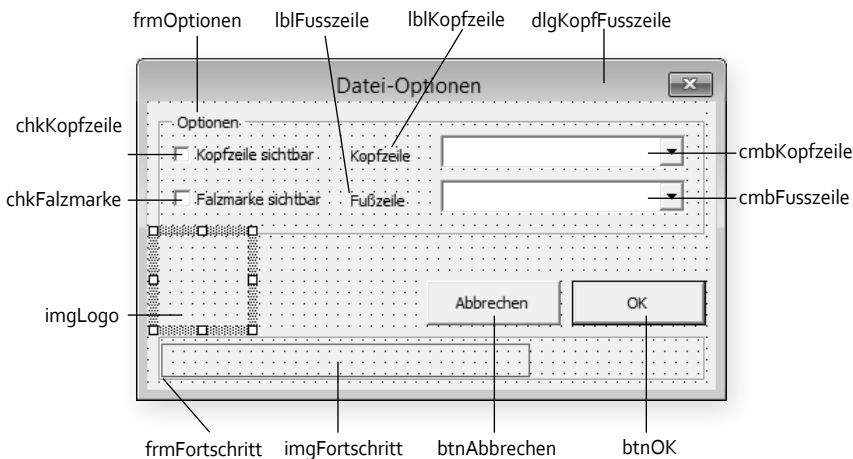 frmOptionen lblFusszeile lblKopfzeile dlgKopfFusszeile
Datei-Optionen
Optionen
chkKopfzeile
Kopfzeile sichtbar Kopfzeile
cmbKopfzeile
chkFalzmarke
Falzmarke sichtbar Fußzeile
cmbFusszeile
imgLogo
Abbrechen OK
frmFortschritt imgFortschritt btnAbbrechen btnOK